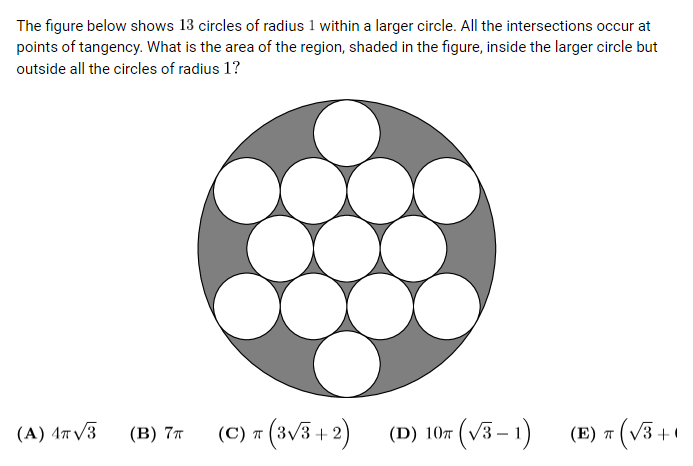 The figure below shows 13 circles of radius 1 within a larger circle. All the intersections occur at
points of tangency. What is the area of the region, shaded in the figure, inside the larger circle but
outside all the circles of radius 1?
(A) 4π√3 (B) 7π (C) π(3√3 + 2) (D) 10π(√3 − 1) (E) π(√3 +